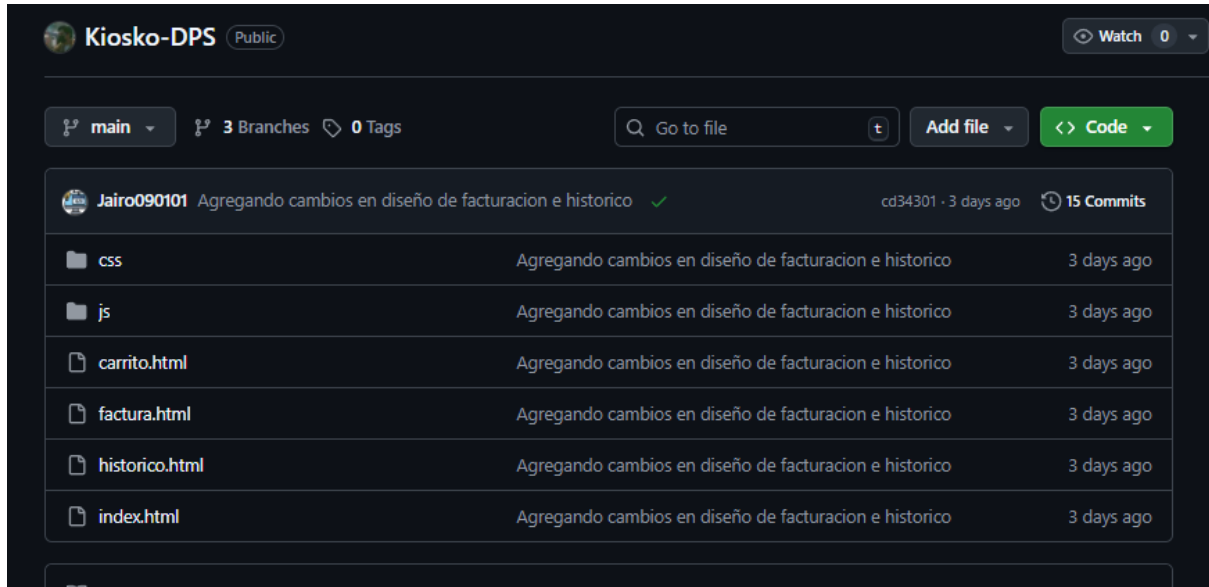 Kiosko-DPS Public Watch 0
main 3 Branches 0 Tags Go to file t Add file Code
Jairo090101 Agregando cambios en diseño de facturacion e historico cd34301 · 3 days ago 15 Commits
css Agregando cambios en diseño de facturacion e historico 3 days ago
js Agregando cambios en diseño de facturacion e historico 3 days ago
carrito.html Agregando cambios en diseño de facturacion e historico 3 days ago
factura.html Agregando cambios en diseño de facturacion e historico 3 days ago
historico.html Agregando cambios en diseño de facturacion e historico 3 days ago
index.html Agregando cambios en diseño de facturacion e historico 3 days ago